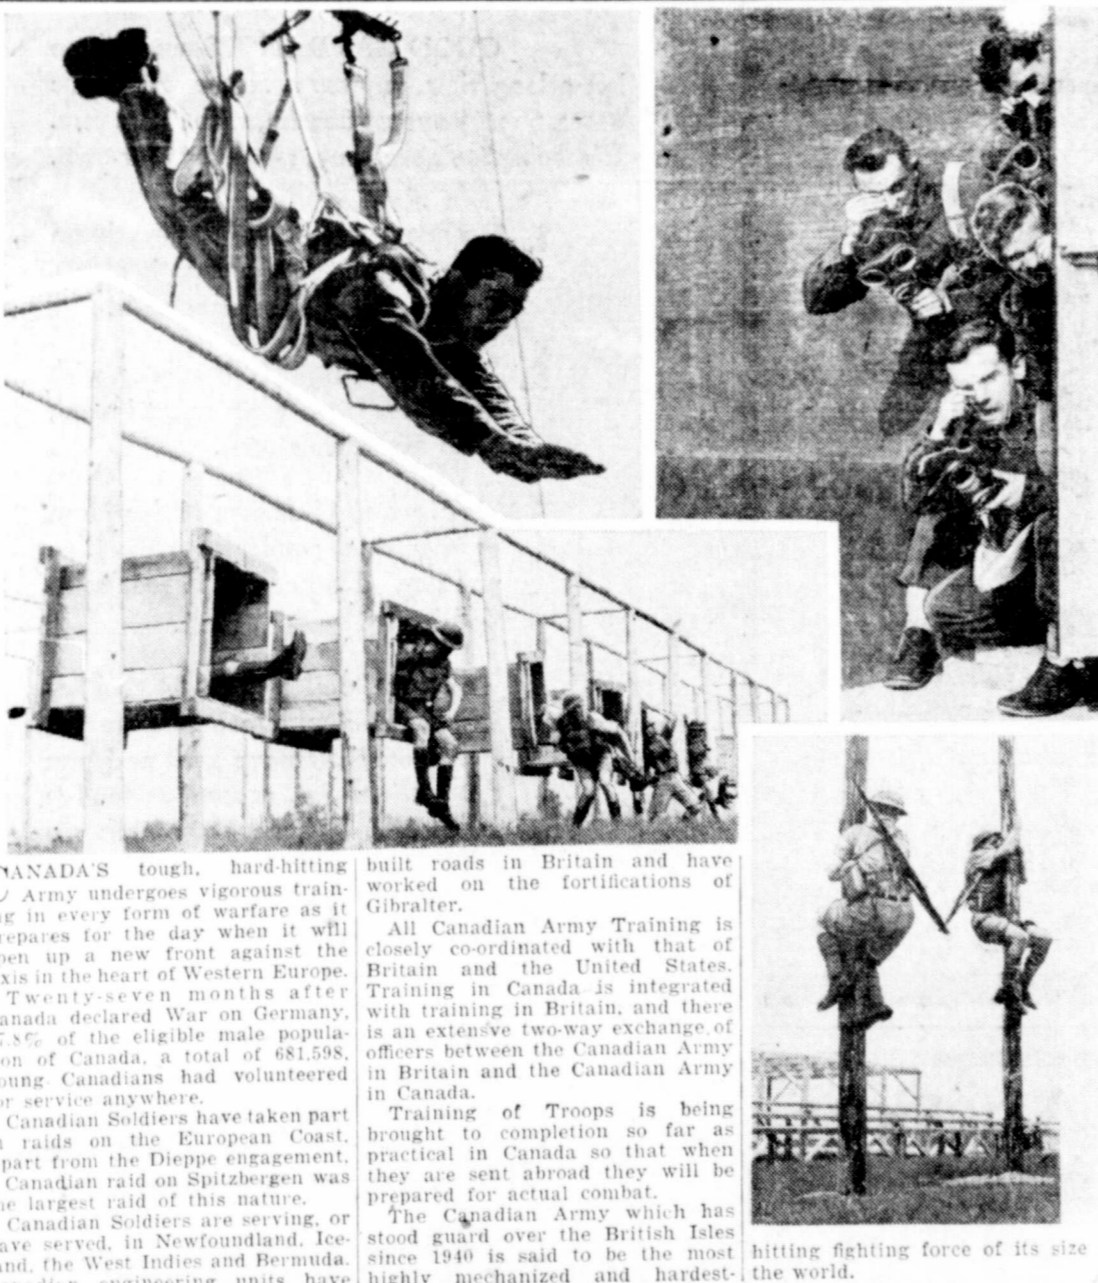 CANADA'S tough, hard-hitting
Army undergoes vigorous train-
in every form of warfare as it
repares for the day when it will
pen up a new front against the
xis in the heart of Western Europe.
Twenty-seven months after
anada declared War on Germany,
.8% of the eligible male popula-
on of Canada, a total of 681,598,
oung Canadians had volunteered
or service anywhere.
Canadian Soldiers have taken part
raids on the European Coast,
part from the Dieppe engagement.
Canadian raid on Spitzbergen was
he largest raid of this nature.
Canadian Soldiers are serving, or
ave served, in Newfoundland, Ice-
and, the West Indies and Bermuda.
engineering units have
built roads in Britain and have
worked on the fortifications of
Gibralter.
All Canadian Army Training is
closely co-ordinated with that of
Britain and the United States.
Training in Canada is integrated
with training in Britain, and there
is an extensve two-way exchange of
officers between the Canadian Army
in Britain and the Canadian Army
in Canada.
Training of Troops is being
brought to completion so far as
practical in Canada so that when
they are sent abroad they will be
prepared for actual combat.
The Canadian Army which has
stood guard over the British Isles
since 1940 is said to be the most
highly mechanized and hardest-
hitting fighting force of its size
the world.